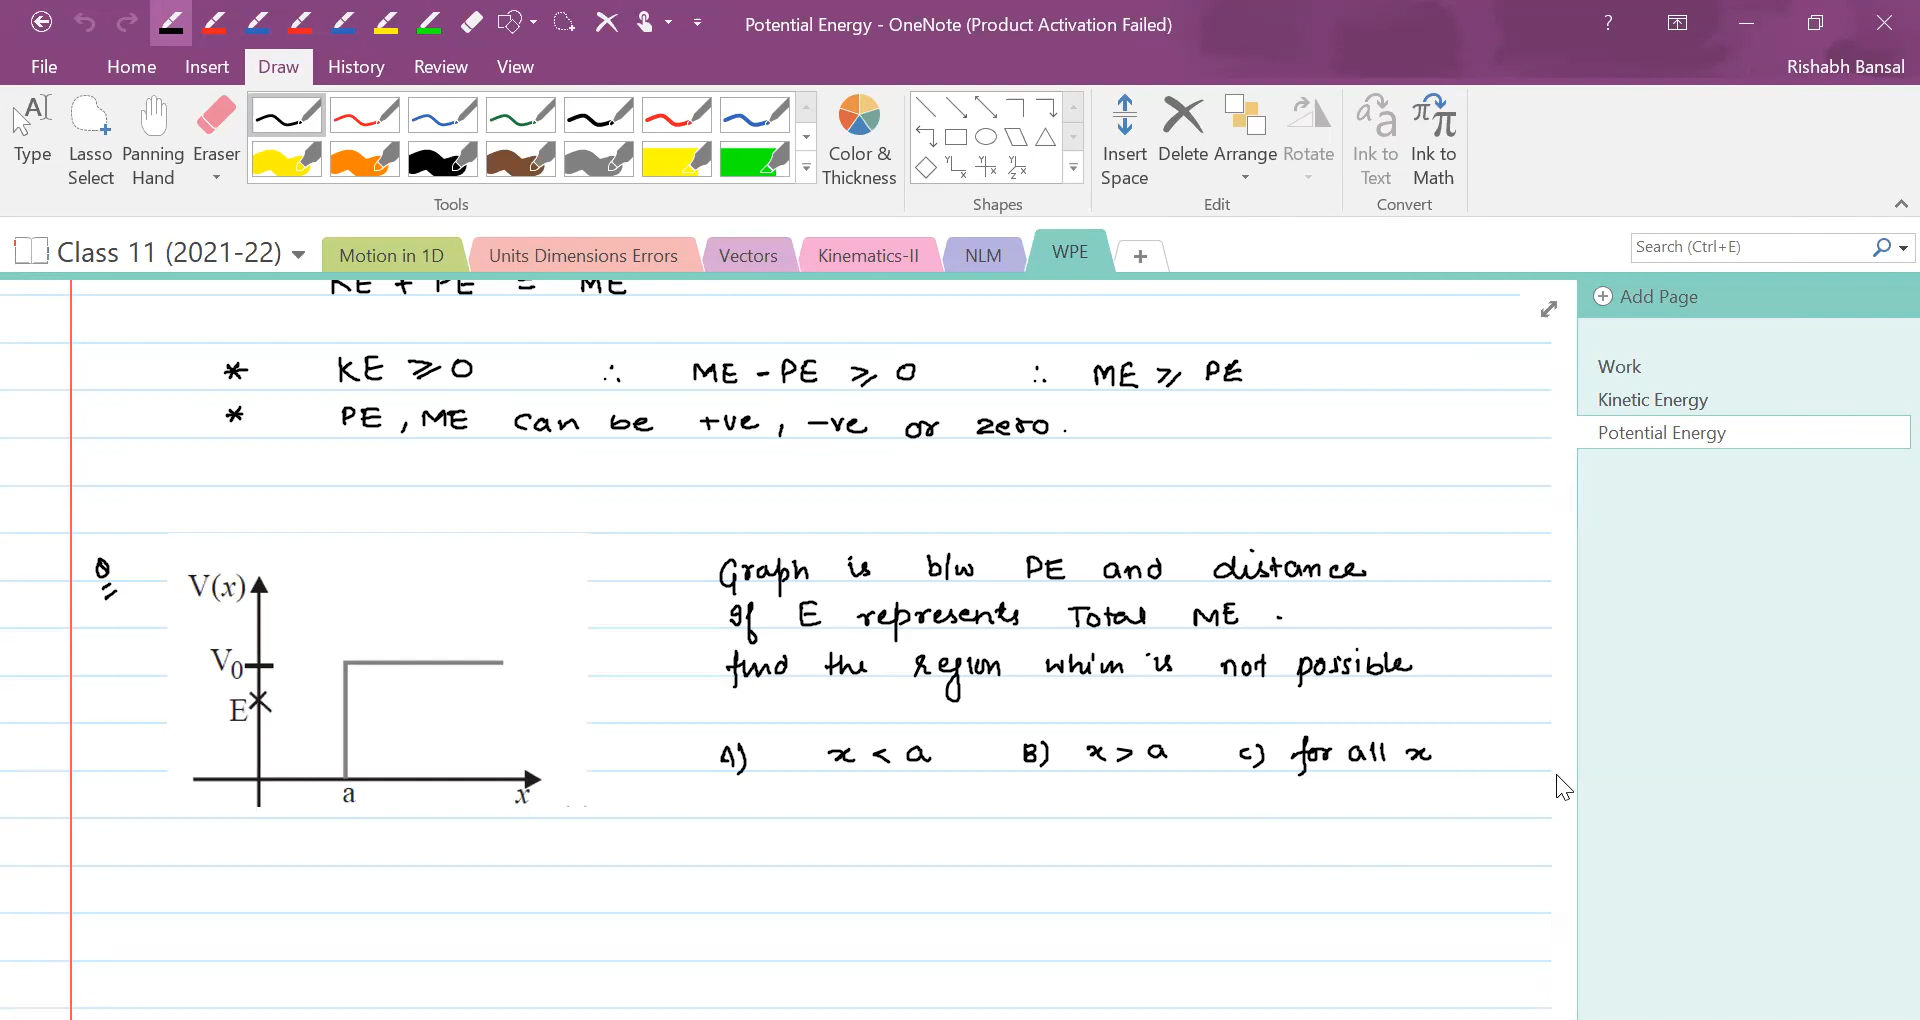 Potential Energy - OneNote (Product Activation Failed)
?
File Home Insert Draw History Review View Rishabh Bansal
Type
Lasso Select
Panning Hand
Eraser
Color & Thickness
Insert Space
Delete
Arrange
Rotate
Ink to Text
Ink to Math
Tools Shapes Edit Convert
Class 11 (2021-22) Motion in 1D Units Dimensions Errors Vectors Kinematics-II NLM WPE + Search (Ctrl+E)
Add Page
Work
Kinetic Energy
Potential Energy
KE + PE = ME
* KE ⩾ 0 ∴ ME - PE ⩾ 0 ∴ ME ⩾ PE
* PE, ME can be +ve, -ve or zero.
Q
V(x)
V0
E
a
x
Graph is b/w PE and distance
If E represents Total ME.
find the region which is not possible
A) x < a B) x > a C) for all x